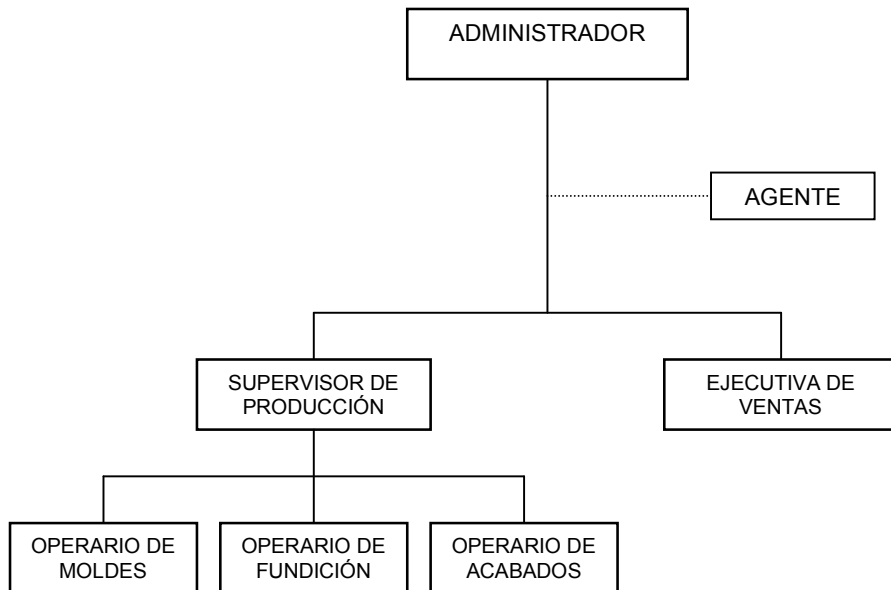 ADMINISTRADOR
AGENTE
SUPERVISOR DE
PRODUCCIÓN
EJECUTIVA DE
VENTAS
OPERARIO DE
MOLDES
OPERARIO DE
FUNDICIÓN
OPERARIO DE
ACABADOS